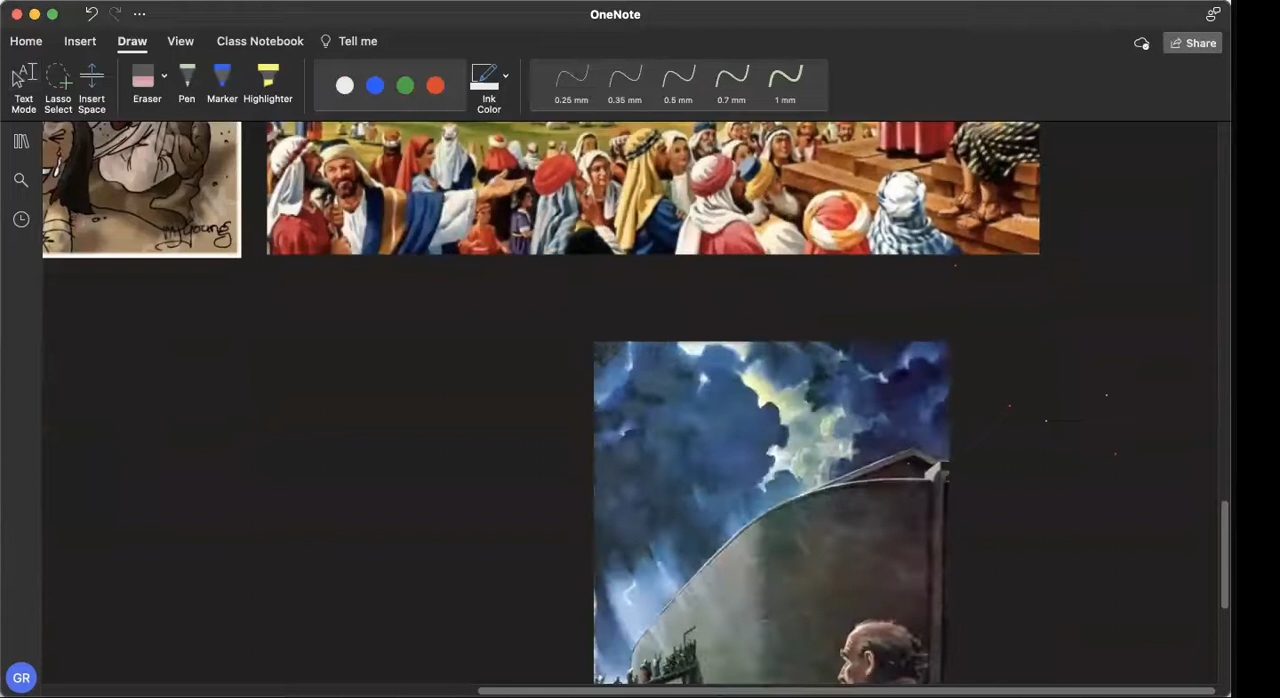 OneNote
Home Insert Draw View Class Notebook Tell me
Share
Text Mode
Lasso Select
Insert Space
Eraser
Pen
Marker
Highlighter
Ink Color
0.25 mm
0.35 mm
0.5 mm
0.7 mm
1 mm
GR